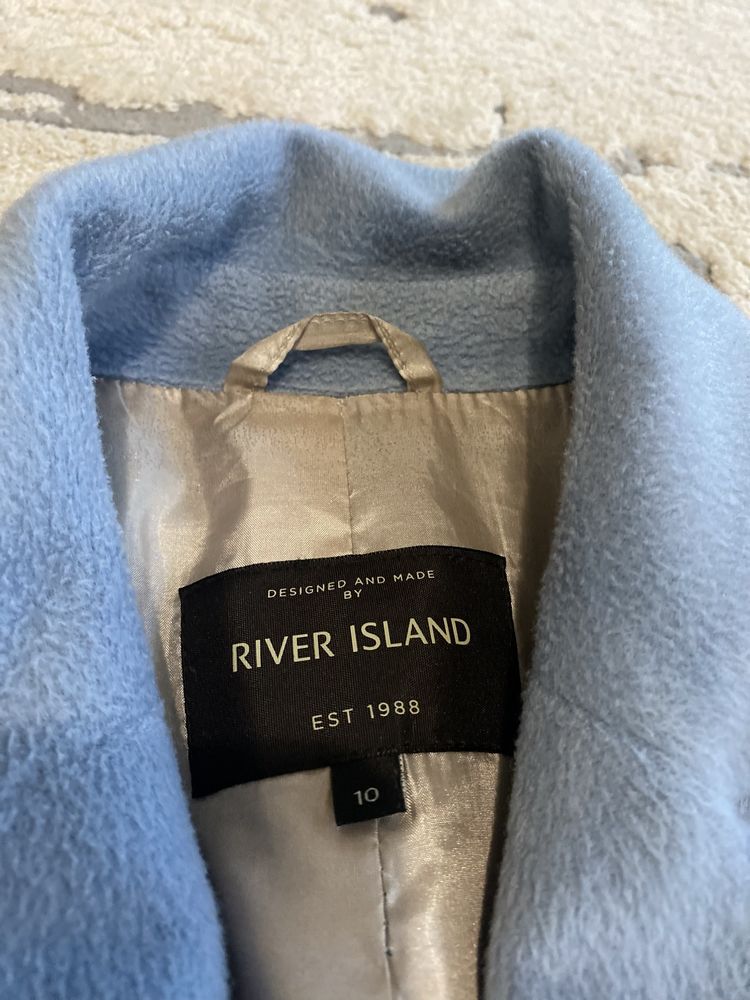 DESIGNED AND MADE
BY
RIVER ISLAND
EST 1988
10